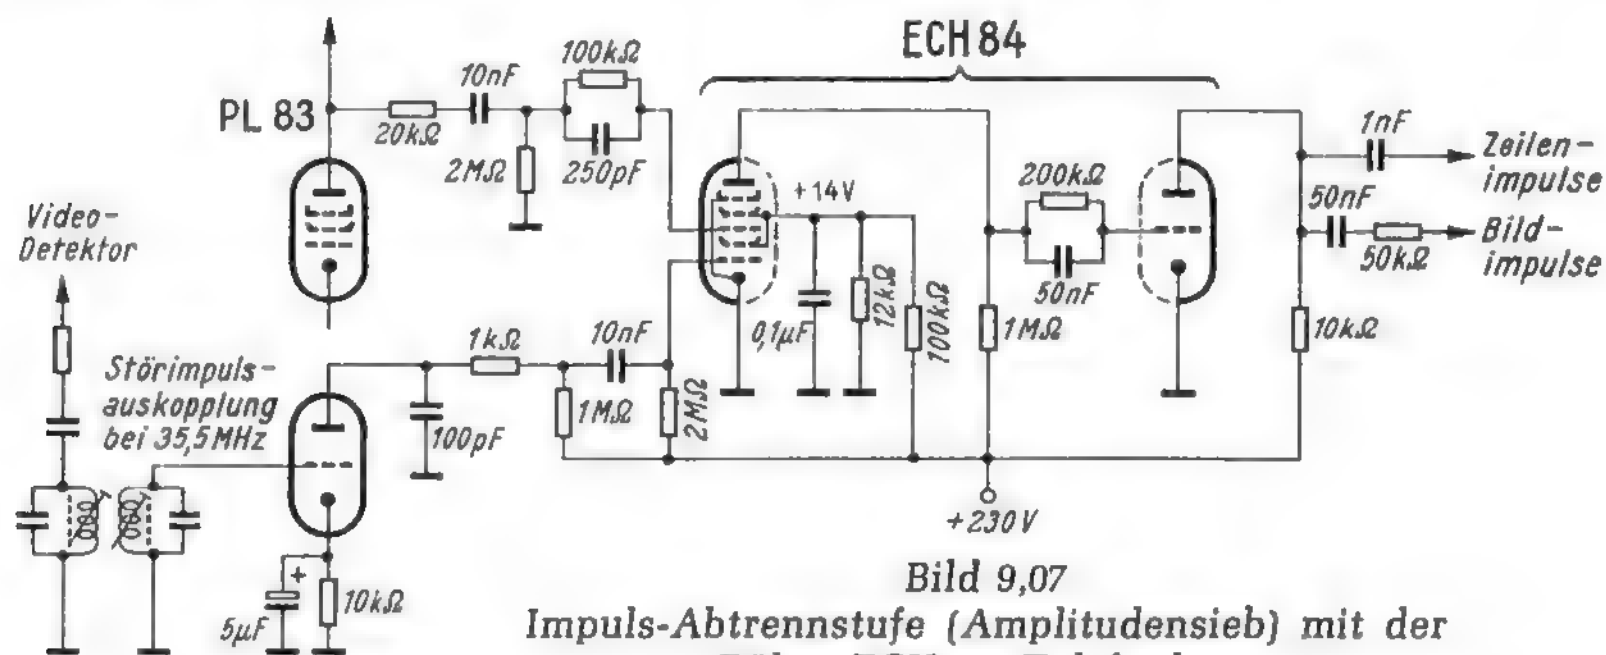 ECH 84
PL 83
20kΩ
10nF
2MΩ
100kΩ
250pF
+14V
0,1µF
12kΩ
100kΩ
1MΩ
200kΩ
50nF
1nF
Zeilen-
impulse
50nF
50kΩ
Bild-
impulse
10kΩ
Video-
Detektor
Störimpuls-
auskopplung
bei 35,5MHz
1kΩ
10nF
100pF
1MΩ
2MΩ
+230V
+
5µF
10kΩ
Bild 9,07
Impuls-Abtrennstufe (Amplitudensieb) mit der